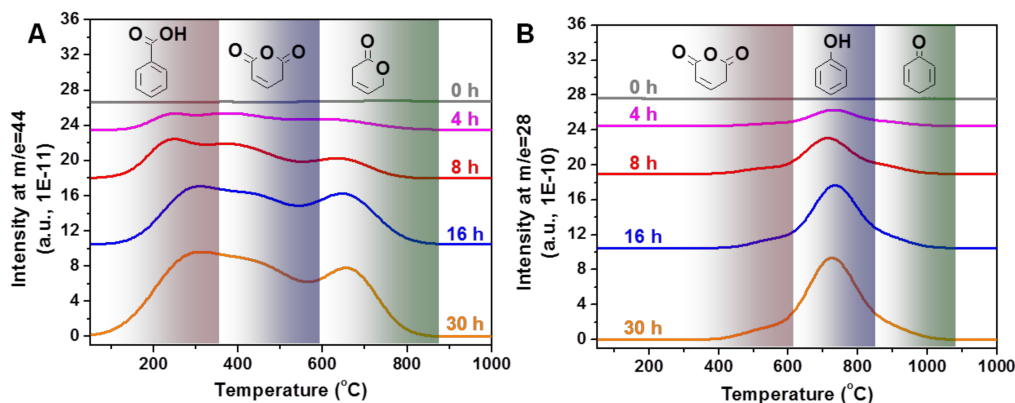 A
36
32
28
24
20
16
12
8
4
0
Intensity at m/e=44
(a.u., 1E-11)
O
OH
O
O
O
O
O
0 h
4 h
8 h
16 h
30 h
200
400
600
800
1000
Temperature (°C)
B
36
32
28
24
20
16
12
8
4
0
Intensity at m/e=28
(a.u., 1E-10)
O
O
O
OH
O
0 h
4 h
8 h
16 h
30 h
0
200
400
600
800
1000
1000
Temperature (°C)